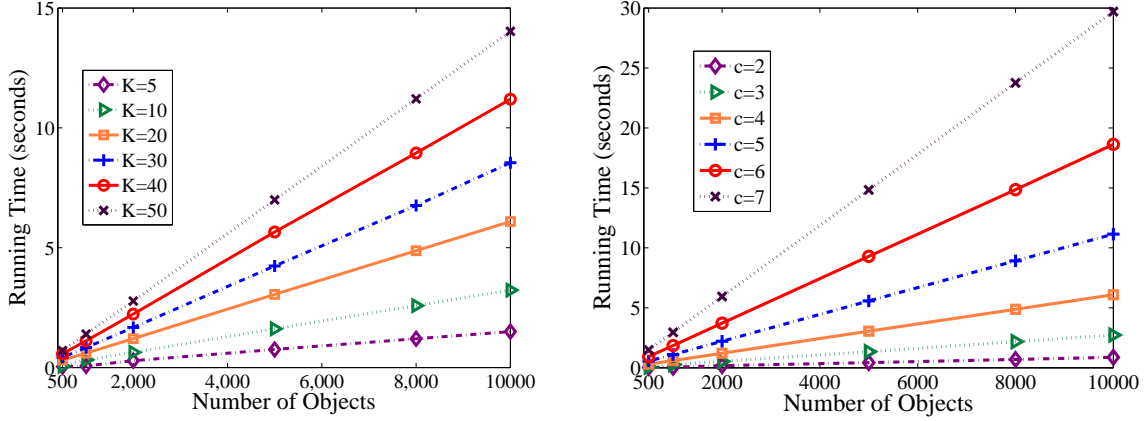 15
10
5
0
Running Time (seconds)
K=5
K=10
K=20
K=30
K=40
K=50
500
2,000
4,000
6,000
8,000
10000
Number of Objects
30
25
20
15
10
5
0
Running Time (seconds)
c=2
c=3
c=4
c=5
c=6
c=7
500
2000
4000
6000
8000
10000
Number of Objects